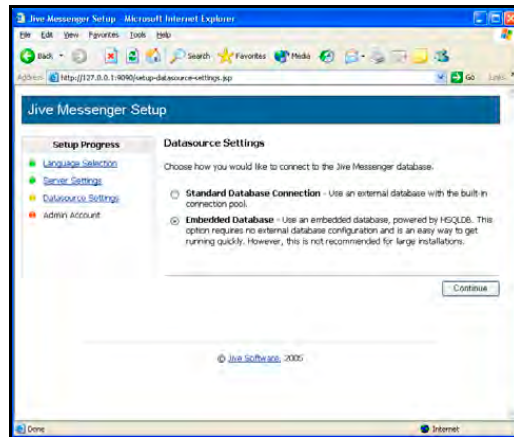 Jive Messenger Setup - Microsoft Internet Explorer
File Edit View Favorites Tools Help
Back Search Favorites Media
Address http://127.0.0.1:9090/setup-datasource-settings.jsp Go Links
Jive Messenger Setup
Setup Progress
Language Selection
Server Settings
Datasource Settings
Admin Account
Datasource Settings
Choose how you would like to connect to the Jive Messenger database.
Standard Database Connection - Use an external database with the built-in
connection pool.
Embedded Database - Use an embedded database, powered by HSQLDB. This
option requires no external database configuration and is an easy way to get
running quickly. However, this is not recommended for large installations.
Continue
© Jive Software, 2005
Done Internet